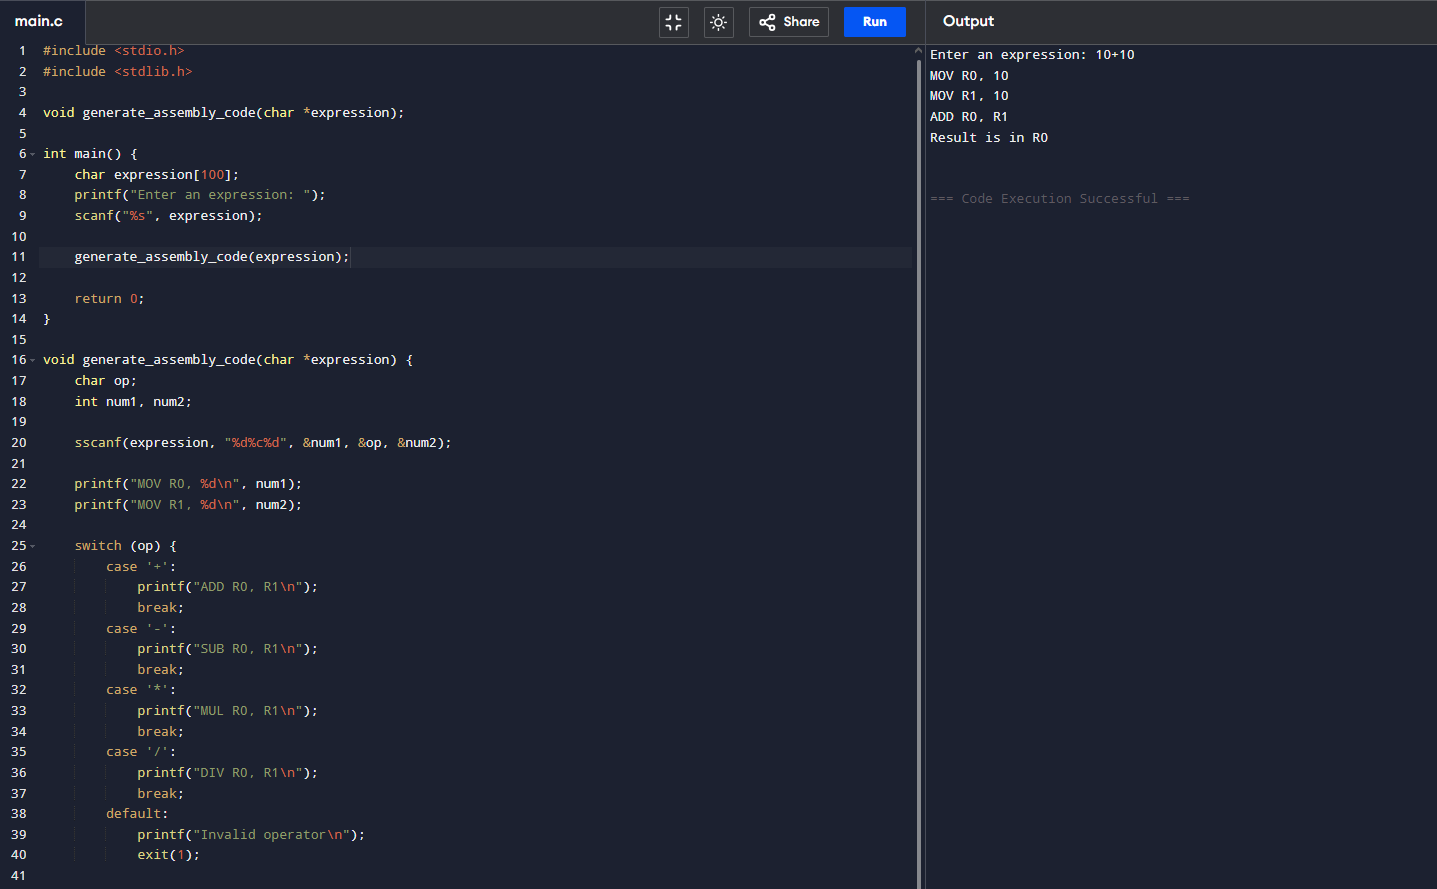 main.c
Share
Run
Output
1 #include <stdio.h>
2 #include <stdlib.h>
3
4 void generate_assembly_code(char *expression);
5
6 int main() {
7     char expression[100];
8     printf("Enter an expression: ");
9     scanf("%s", expression);
10
11     generate_assembly_code(expression);
12
13     return 0;
14 }
15
16 void generate_assembly_code(char *expression) {
17     char op;
18     int num1, num2;
19
20     sscanf(expression, "%d%c%d", &num1, &op, &num2);
21
22     printf("MOV R0, %d\n", num1);
23     printf("MOV R1, %d\n", num2);
24
25     switch (op) {
26         case '+':
27             printf("ADD R0, R1\n");
28             break;
29         case '-':
30             printf("SUB R0, R1\n");
31             break;
32         case '*':
33             printf("MUL R0, R1\n");
34             break;
35         case '/':
36             printf("DIV R0, R1\n");
37             break;
38         default:
39             printf("Invalid operator\n");
40             exit(1);
41
Enter an expression: 10+10
MOV R0, 10
MOV R1, 10
ADD R0, R1
Result is in R0
=== Code Execution Successful ===